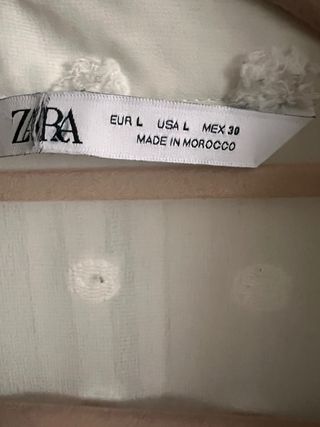 ZARA
EUR L USA L MEX 30
MADE IN MOROCCO